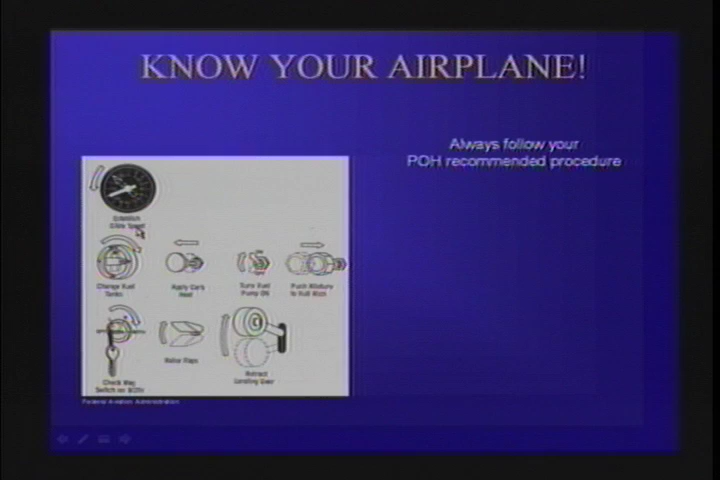 KNOW YOUR AIRPLANE!
Always follow your
POH recommended procedure
Establish
Glide Speed
Change Fuel
Tanks
Apply Carb
Heat
Turn Fuel
Pump ON
Push Mixture
to Full Rich
Check Mag
Switch on BOTH
Raise Flaps
Retract
Landing Gear
Federal Aviation Administration